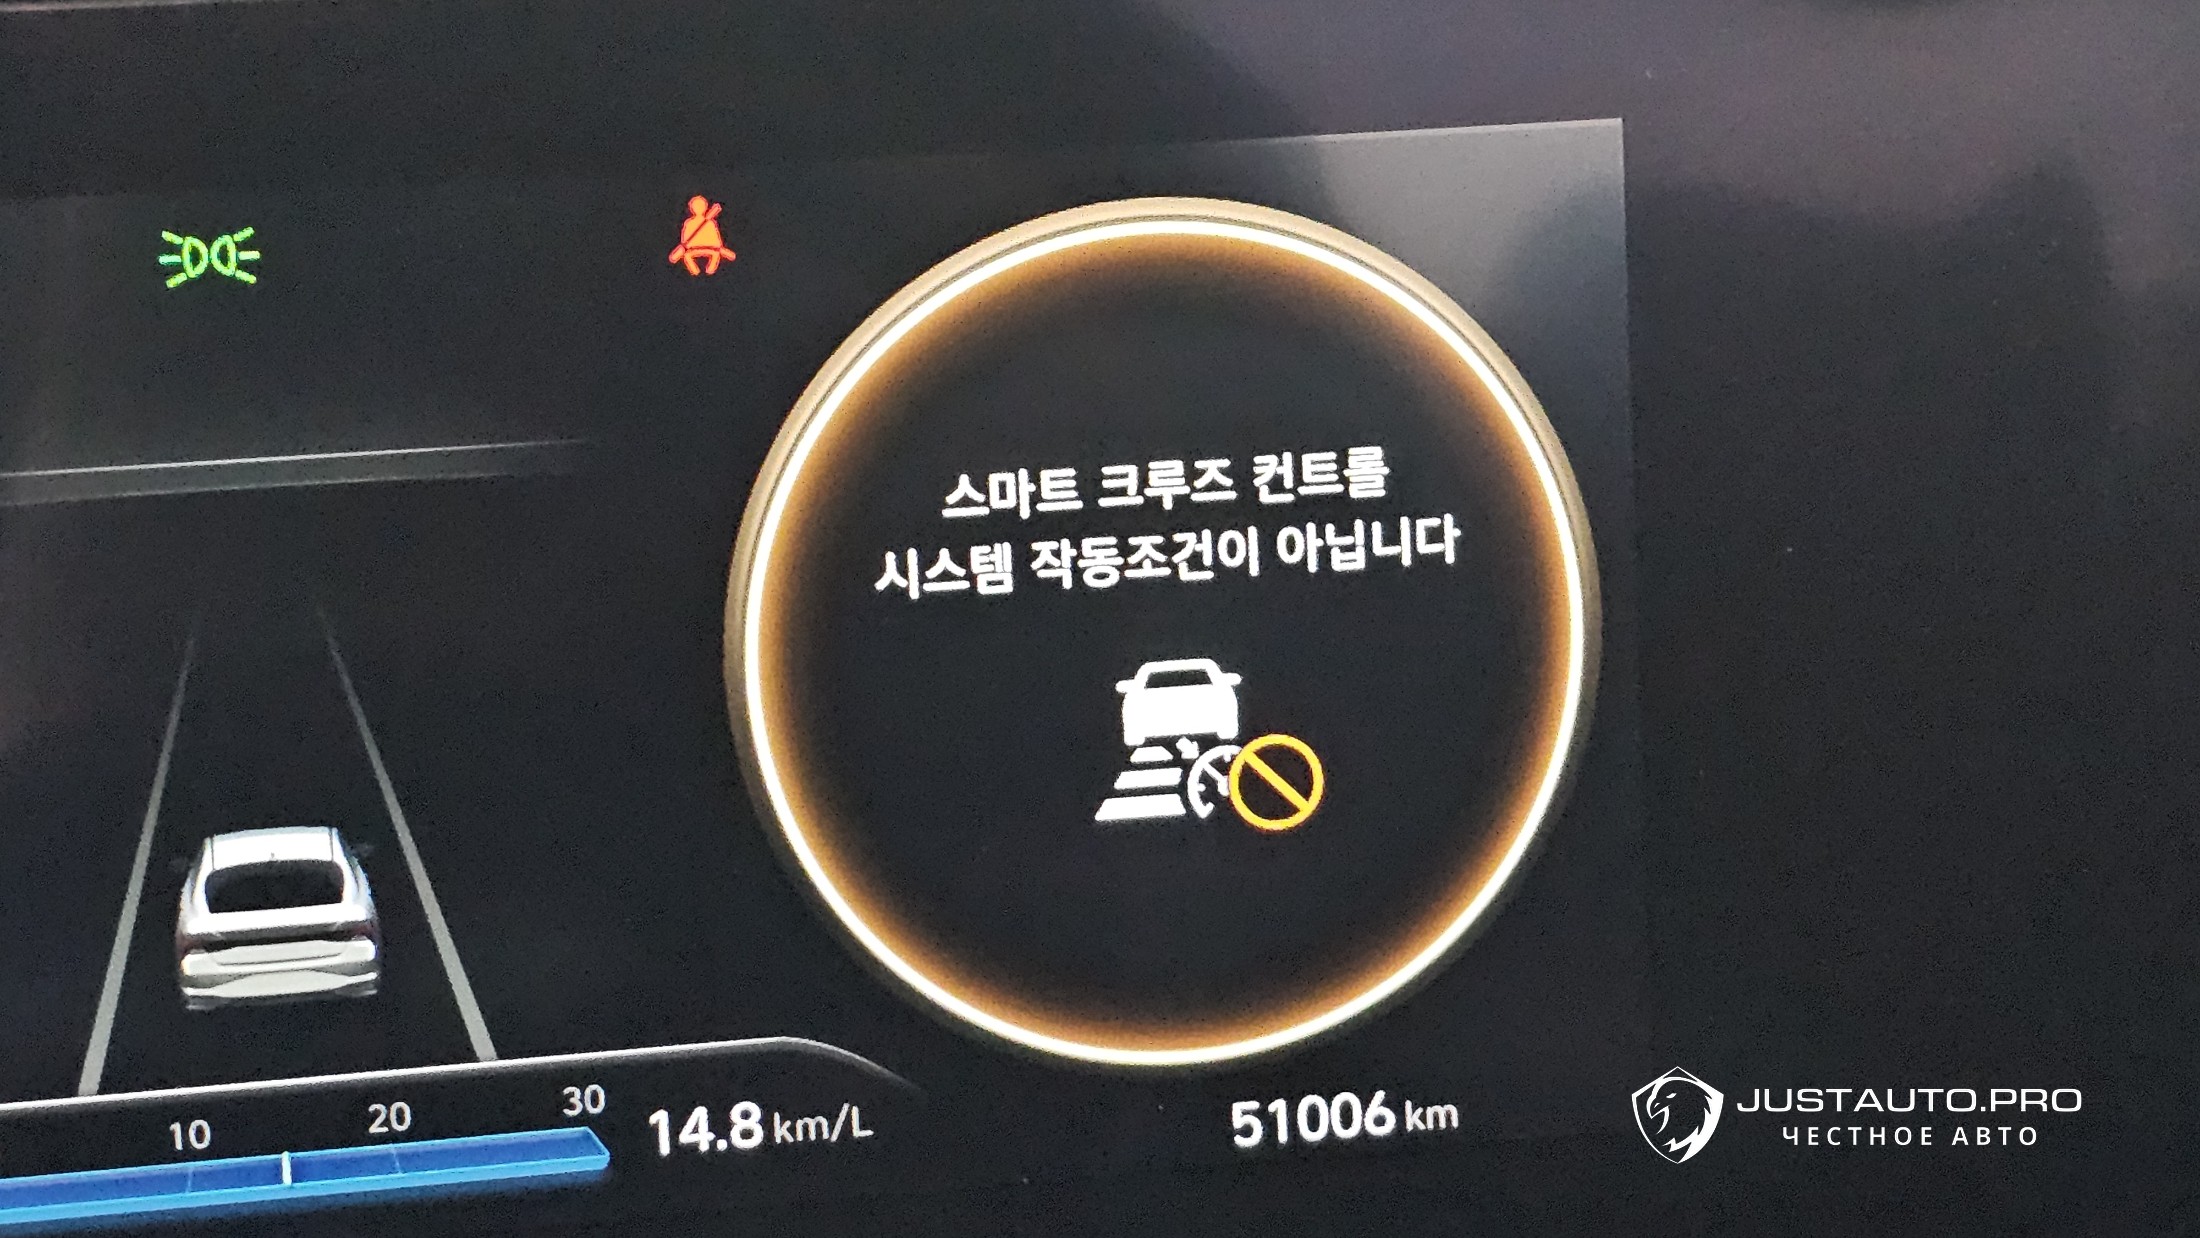 스마트 크루즈 컨트롤
시스템 작동조건이 아닙니다
10
20
30
14.8 km/L
51006 km
JUSTAUTO.PRO
ЧЕСТНОЕ АВТО